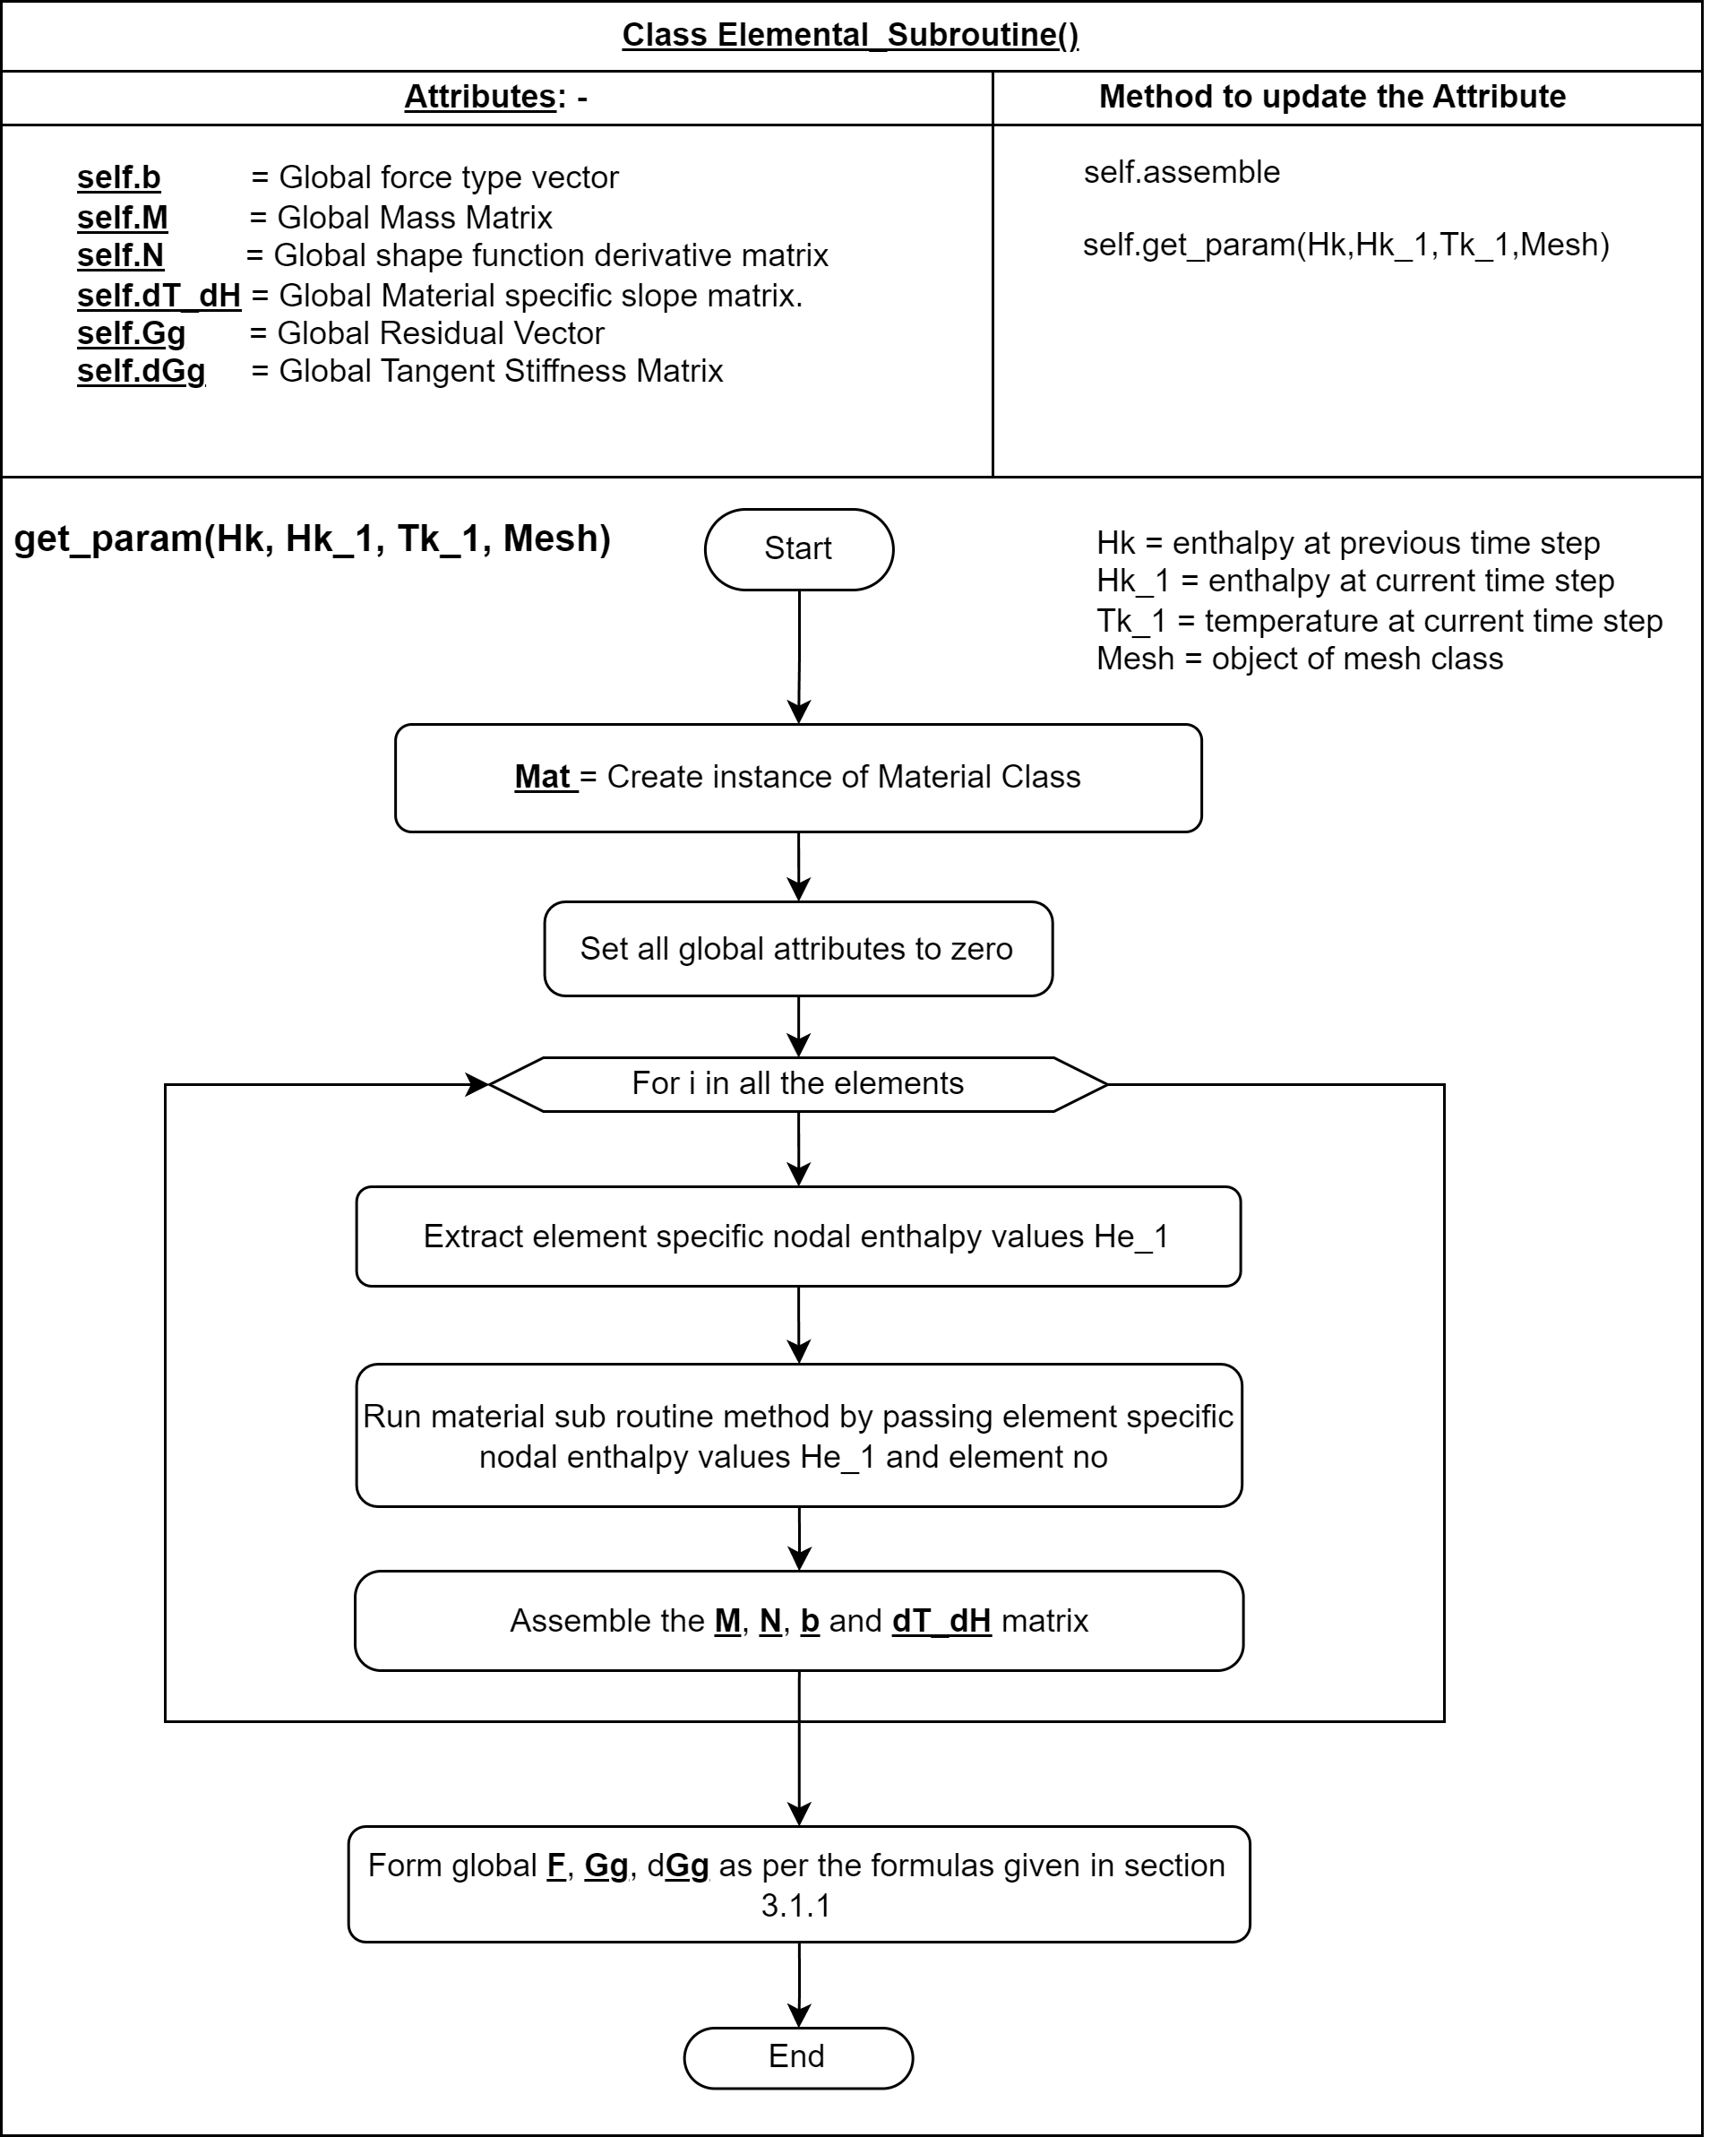 Class Elemental_Subroutine()
Attributes: -
Method to update the Attribute
self.b = Global force type vector
self.M = Global Mass Matrix
self.N = Global shape function derivative matrix
self.dT_dH = Global Material specific slope matrix.
self.Gg = Global Residual Vector
self.dGg = Global Tangent Stiffness Matrix
self.assemble
self.get_param(Hk,Hk_1,Tk_1,Mesh)
get_param(Hk, Hk_1, Tk_1, Mesh)
Start
Hk = enthalpy at previous time step
Hk_1 = enthalpy at current time step
Tk_1 = temperature at current time step
Mesh = object of mesh class
Mat = Create instance of Material Class
Set all global attributes to zero
For i in all the elements
Extract element specific nodal enthalpy values He_1
Run material sub routine method by passing element specific
nodal enthalpy values He_1 and element no
Assemble the M, N, b and dT_dH matrix
Form global F, Gg, dGg as per the formulas given in section
3.1.1
End